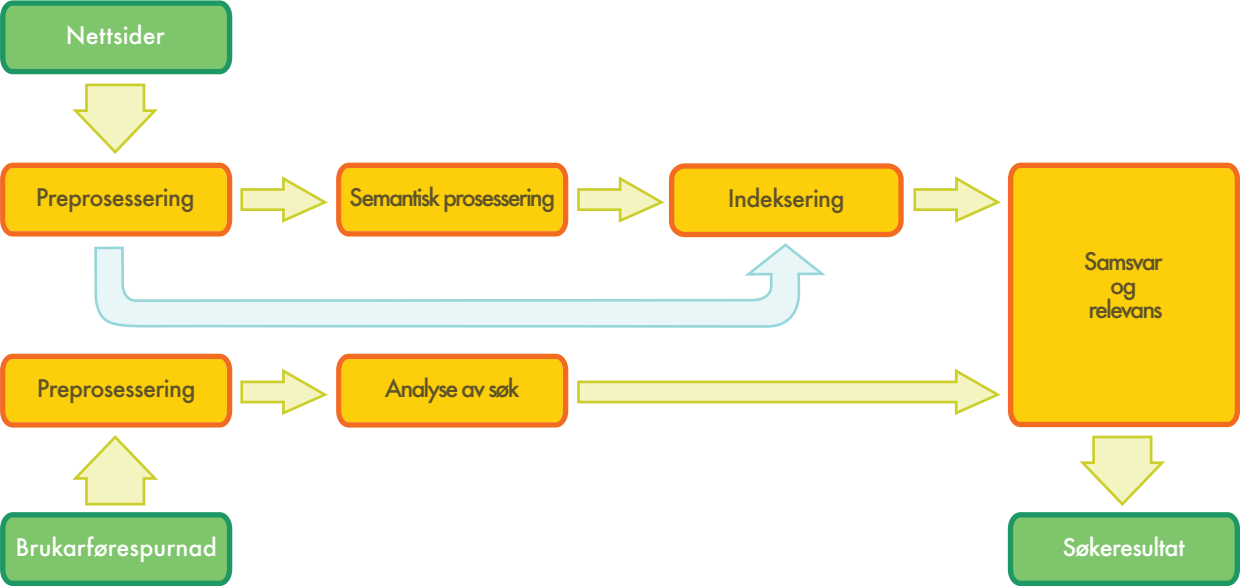 Nettsider
Preprosessering
Semantisk prosessering
Indeksering
Samsvar
og
relevans
Preprosessering
Analyse av søk
Brukarførespurnad
Søkeresultat